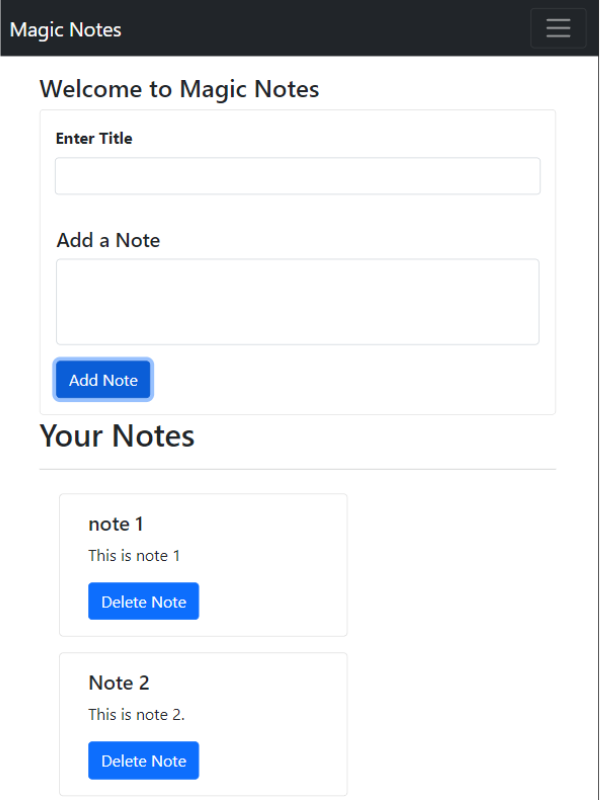 Magic Notes
Welcome to Magic Notes
Enter Title
Add a Note
Add Note
Your Notes
note 1
This is note 1
Delete Note
Note 2
This is note 2.
Delete Note